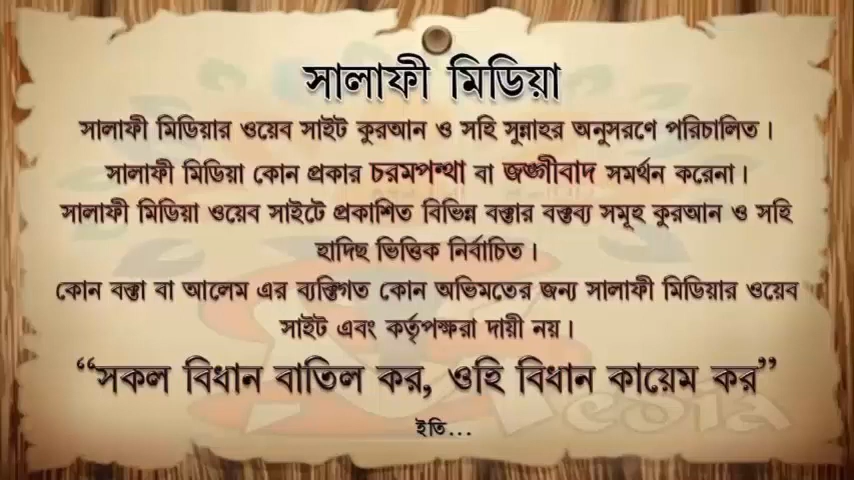 সালাফী মিডিয়া
সালাফী মিডিয়ার ওয়েব সাইট কুরআন ও সহি সুন্নাহর অনুসরণে পরিচালিত।
সালাফী মিডিয়া কোন প্রকার চরমপন্থা বা জঙ্গীবাদ সমর্থন করেনা।
সালাফী মিডিয়া ওয়েব সাইটে প্রকাশিত বিভিন্ন বক্তার বক্তব্য সমূহ কুরআন ও সহি
হাদিছ ভিত্তিক নির্বাচিত।
কোন বক্তা বা আলেম এর ব্যক্তিগত কোন অভিমতের জন্য সালাফী মিডিয়ার ওয়েব
সাইট এবং কর্তৃপক্ষরা দায়ী নয়।
“সকল বিধান বাতিল কর, ওহি বিধান কায়েম কর”
ইতি...